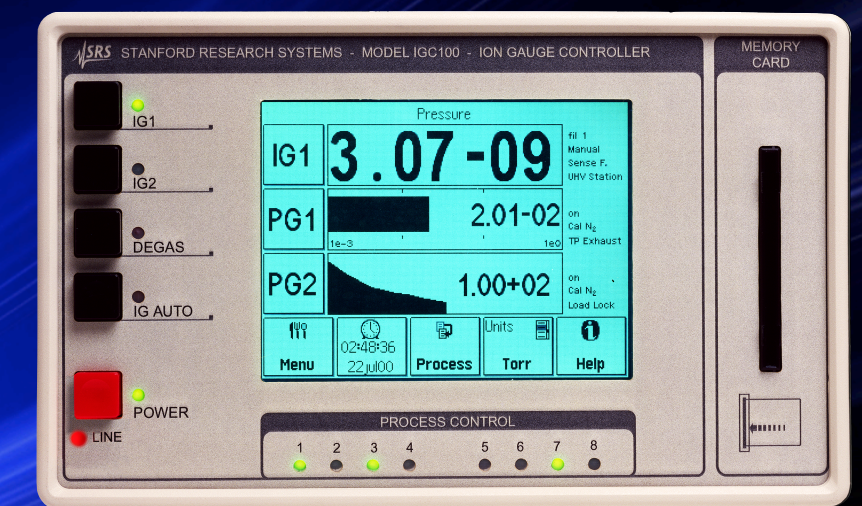 SRS STANFORD RESEARCH SYSTEMS - MODEL IGC100 - ION GAUGE CONTROLLER
MEMORY
CARD
IG1
IG2
DEGAS
IG AUTO
POWER
LINE
Pressure
IG1
3.07-09
fil 1
Manual
Sense F.
UHV Station
PG1
2.01-02
1e-3
1e0
on
Cal N₂
TP Exhaust
PG2
1.00+02
on
Cal N₂
Load Lock
Menu
02:48:36
22jul00
Process
Units
Torr
Help
PROCESS CONTROL
1 2 3 4 5 6 7 8